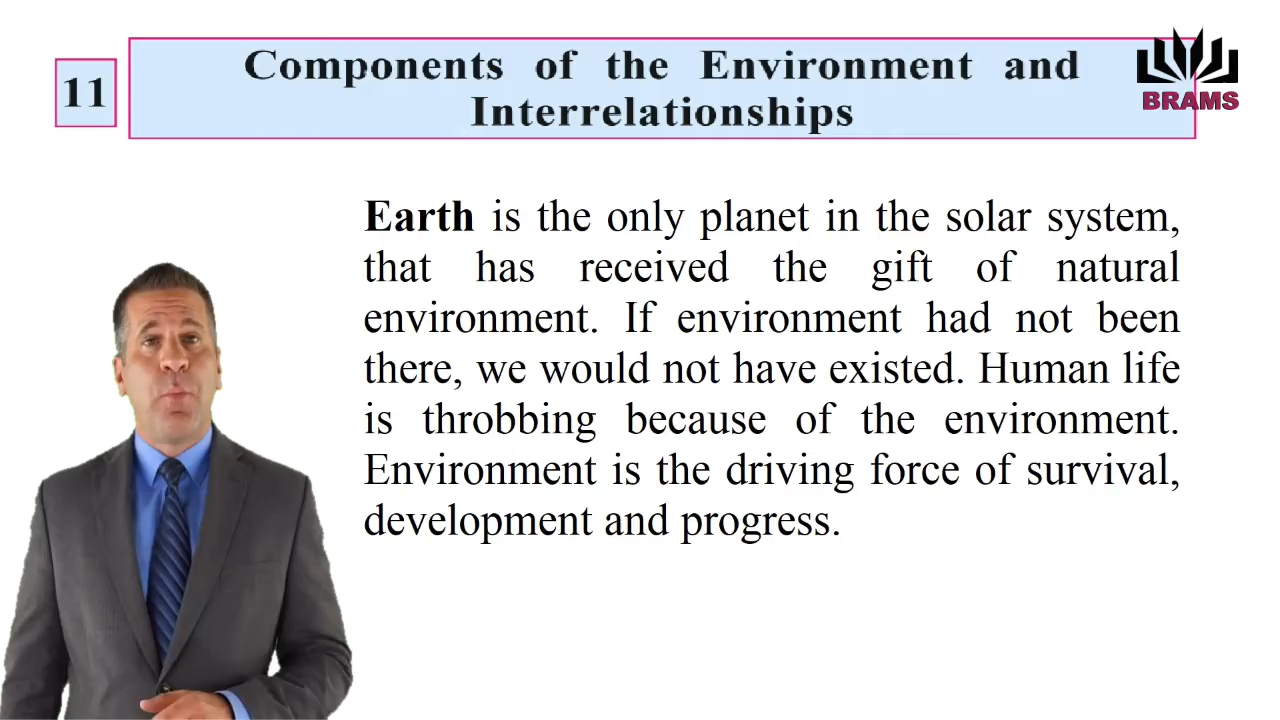 11
Components of the Environment and
Interrelationships
BRAMS
Earth is the only planet in the solar system,
that has received the gift of natural
environment. If environment had not been
there, we would not have existed. Human life
is throbbing because of the environment.
Environment is the driving force of survival,
development and progress.